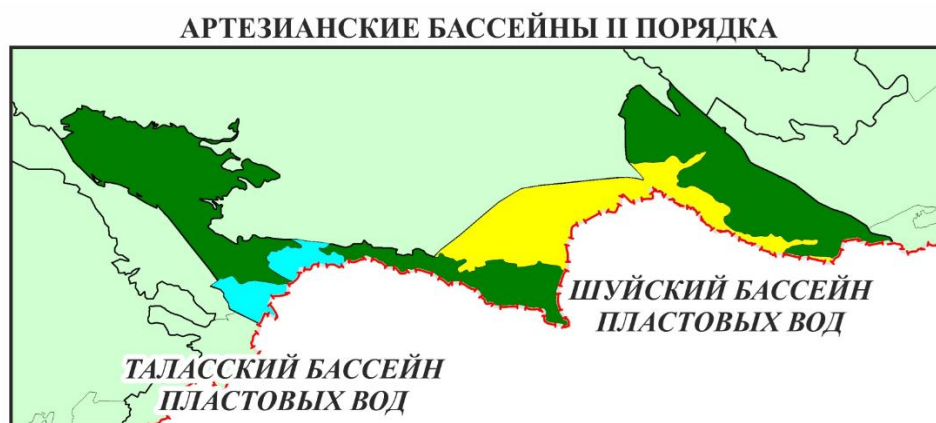 АРТЕЗИАНСКИЕ БАССЕЙНЫ II ПОРЯДКА
ШУЙСКИЙ БАССЕЙН
ПЛАСТОВЫХ ВОД
ТАЛАССКИЙ БАССЕЙН
ПЛАСТОВЫХ ВОД